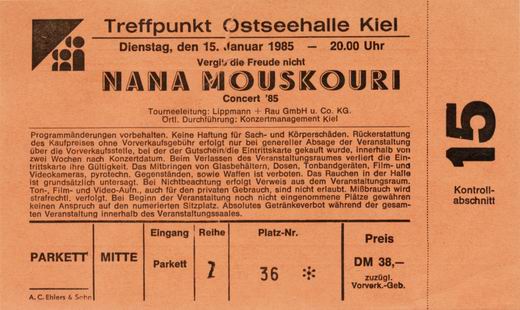 Treffpunkt Ostseehalle Kiel
Dienstag, den 15. Januar 1985 — 20.00 Uhr
Vergiß die Freude nicht
NANA MOUSKOURI
Concert '85
Tourneeleitung: Lippmann + Rau GmbH u. Co. KG.
Örtl. Durchführung: Konzertmanagement Kiel
Programmänderungen vorbehalten. Keine Haftung für Sach- und Körperschäden. Rückerstattung
des Kaufpreises ohne Vorverkaufsgebühr erfolgt nur bei genereller Absage der Veranstaltung
über die Vorverkaufsstelle, bei der der Gutschein/die Eintrittskarte gekauft wurde, innerhalb von
zwei Wochen nach Konzertdatum. Beim Verlassen des Veranstaltungsraumes verliert die Ein-
trittskarte ihre Gültigkeit. Das Mitbringen von Glasbehältern, Dosen, Tonbandgeräten, Film- und
Videokameras, pyrotechn. Gegenständen, sowie Waffen ist verboten. Das Rauchen in der Halle
ist grundsätzlich untersagt. Bei Nichtbeachtung erfolgt Verweis aus dem Veranstaltungsraum.
Ton-, Film- und Video-Aufn., auch für den privaten Gebrauch, sind nicht erlaubt. Mißbrauch wird
strafrechtl. verfolgt. Bei Beginn der Veranstaltung noch nicht eingenommene Plätze gewähren
keinen Anspruch auf den numerierten Sitzplatz. Absolutes Getränkeverbot während der gesam-
ten Veranstaltung innerhalb des Veranstaltungssaales.
PARKETT
MITTE
Eingang
Parkett
Reihe
Platz-Nr.
36 *
Preis
DM 38,—
zuzügl.
Vorverk.-Geb.
A. C. Ehlers & Sohn
15
Kontroll-
abschnitt